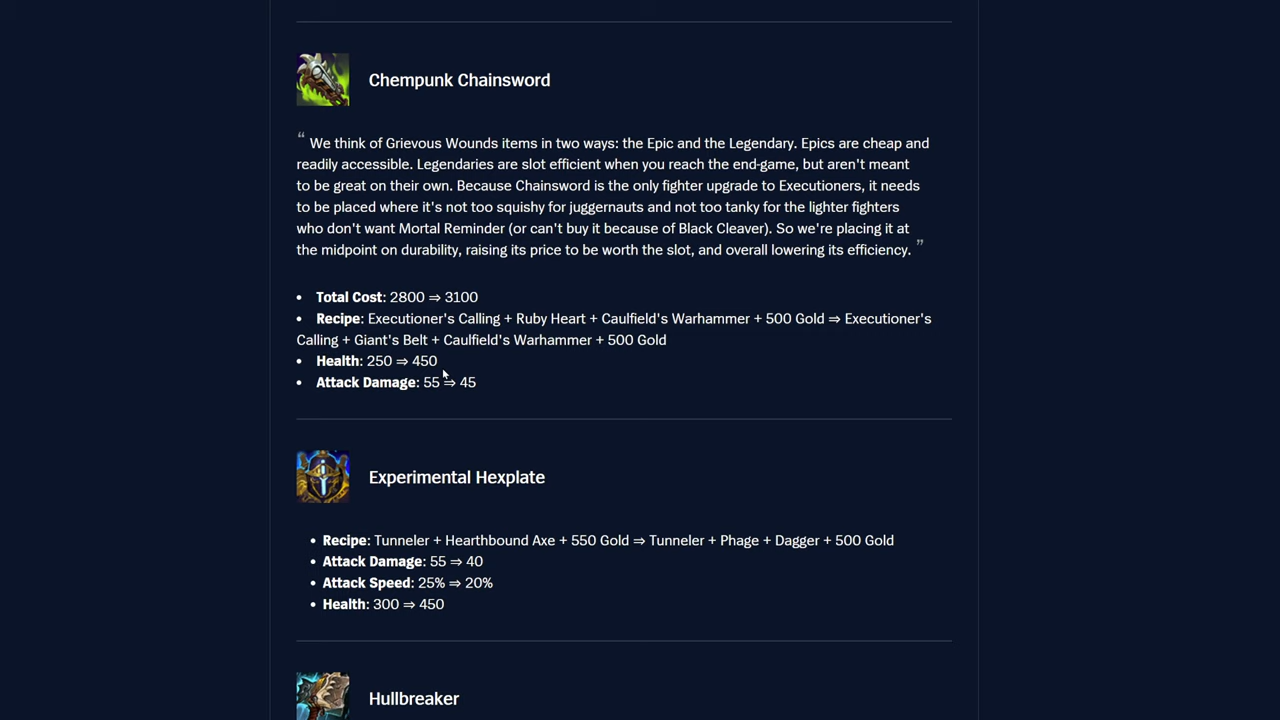 Chempunk Chainsword
“ We think of Grievous Wounds items in two ways: the Epic and the Legendary. Epics are cheap and
readily accessible. Legendaries are slot efficient when you reach the end-game, but aren't meant
to be great on their own. Because Chainsword is the only fighter upgrade to Executioners, it needs
to be placed where it's not too squishy for juggernauts and not too tanky for the lighter fighters
who don't want Mortal Reminder (or can't buy it because of Black Cleaver). So we're placing it at
the midpoint on durability, raising its price to be worth the slot, and overall lowering its efficiency. ”
• Total Cost: 2800 ⇒ 3100
• Recipe: Executioner's Calling + Ruby Heart + Caulfield's Warhammer + 500 Gold ⇒ Executioner's
Calling + Giant's Belt + Caulfield's Warhammer + 500 Gold
• Health: 250 ⇒ 450
• Attack Damage: 55 ⇒ 45
Experimental Hexplate
• Recipe: Tunneler + Hearthbound Axe + 550 Gold ⇒ Tunneler + Phage + Dagger + 500 Gold
• Attack Damage: 55 ⇒ 40
• Attack Speed: 25% ⇒ 20%
• Health: 300 ⇒ 450
Hullbreaker